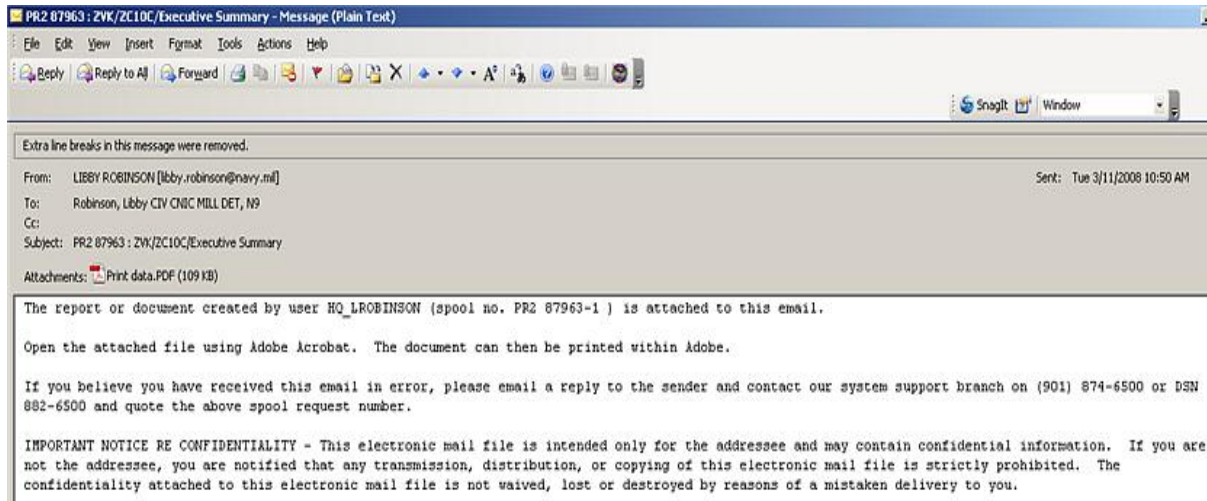 PR2 87963 : ZVK/ZC10C/Executive Summary - Message (Plain Text)
File Edit View Insert Format Tools Actions Help
Reply Reply to All Forward
SnagIt Window
Extra line breaks in this message were removed.
From: LIBBY ROBINSON [libby.robinson@navy.mil] Sent: Tue 3/11/2008 10:50 AM
To: Robinson, Libby CIV CNIC MILL DET, N9
Cc:
Subject: PR2 87963 : ZVK/ZC10C/Executive Summary
Attachments: Print data.PDF (109 KB)
The report or document created by user HQ_LROBINSON (spool no. PR2 87963-1 ) is attached to this email.
Open the attached file using Adobe Acrobat. The document can then be printed within Adobe.
If you believe you have received this email in error, please email a reply to the sender and contact our system support branch on (901) 874-6500 or DSN
882-6500 and quote the above spool request number.
IMPORTANT NOTICE RE CONFIDENTIALITY - This electronic mail file is intended only for the addressee and may contain confidential information. If you are
not the addressee, you are notified that any transmission, distribution, or copying of this electronic mail file is strictly prohibited. The
confidentiality attached to this electronic mail file is not waived, lost or destroyed by reasons of a mistaken delivery to you.